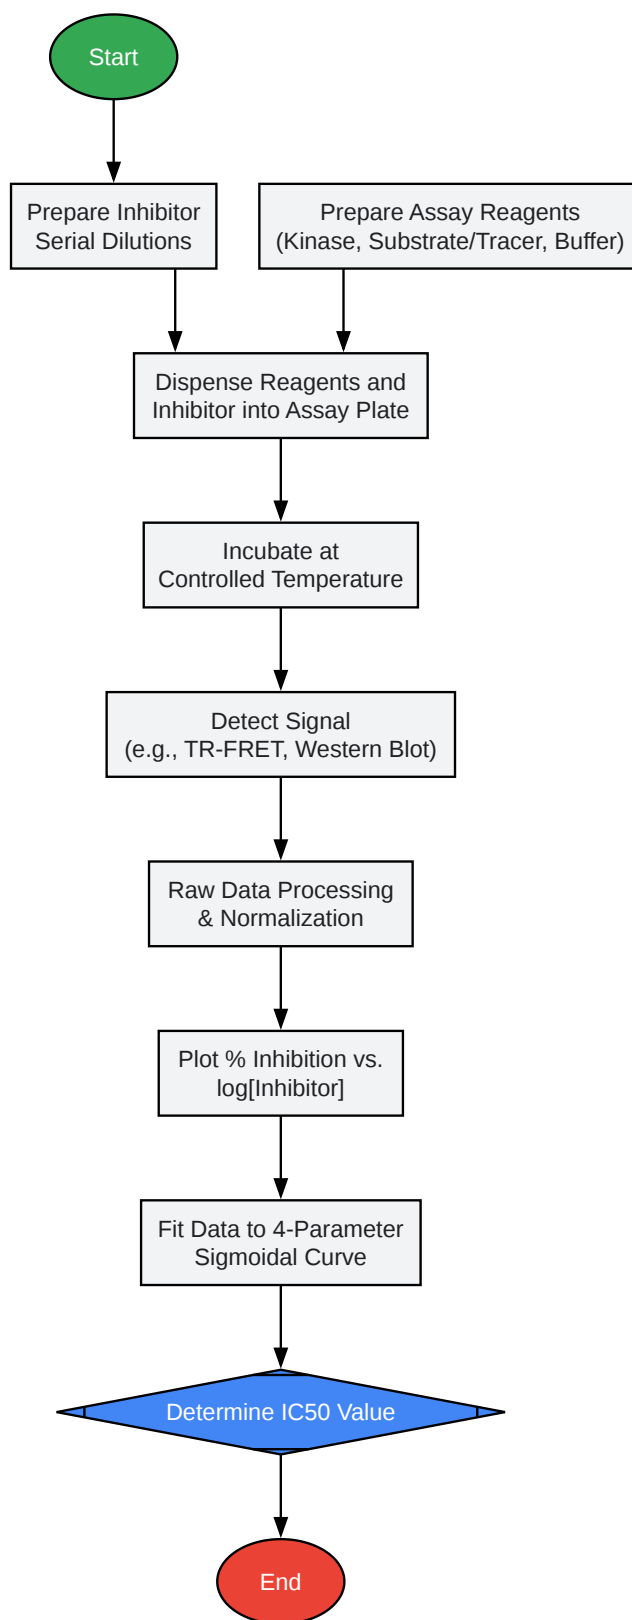 Start
Prepare Inhibitor
Serial Dilutions
Prepare Assay Reagents
(Kinase, Substrate/Tracer, Buffer)
Dispense Reagents and
Inhibitor into Assay Plate
Incubate at
Controlled Temperature
Detect Signal
(e.g., TR-FRET, Western Blot)
Raw Data Processing
& Normalization
Plot % Inhibition vs.
log[Inhibitor]
Fit Data to 4-Parameter
Sigmoidal Curve
Determine IC50 Value
End